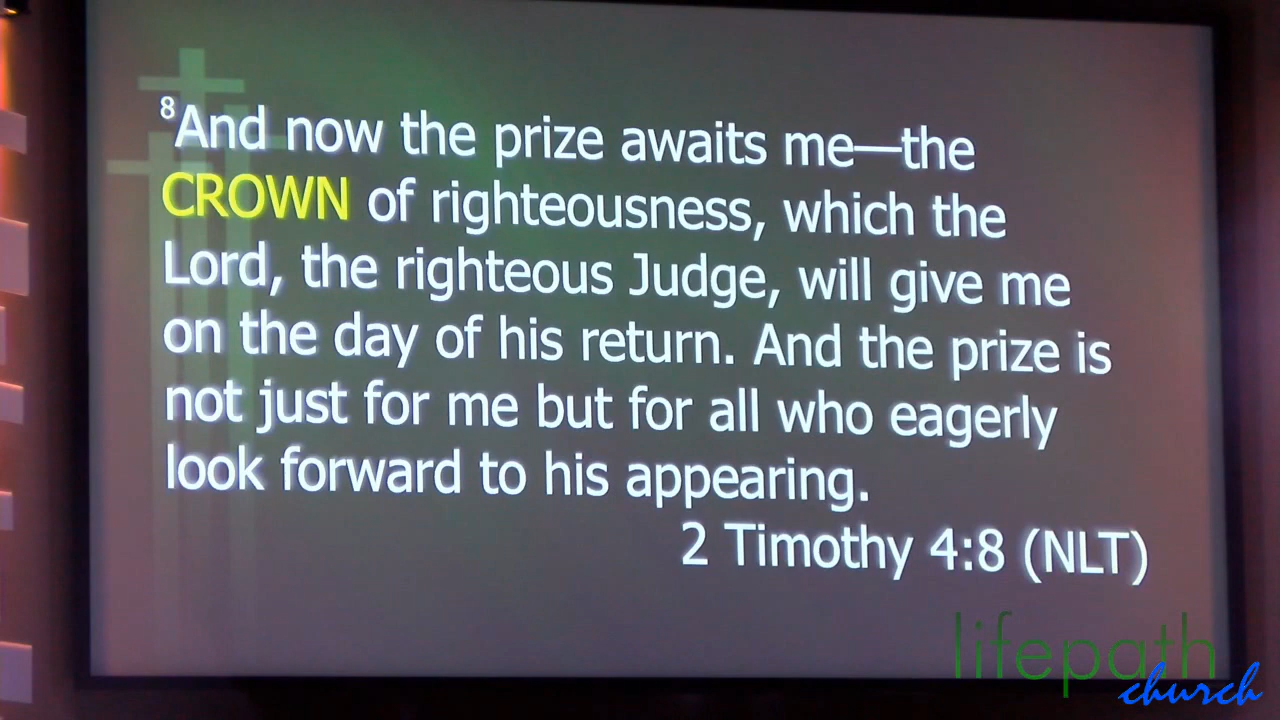 ⁸And now the prize awaits me—the
CROWN of righteousness, which the
Lord, the righteous Judge, will give me
on the day of his return. And the prize is
not just for me but for all who eagerly
look forward to his appearing.
2 Timothy 4:8 (NLT)
lifepath
church